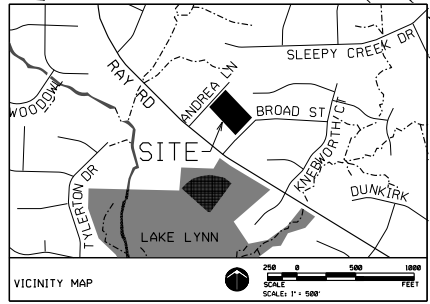 SLEEPY CREEK DR
RAY RD
ANDREA LN
WOODOWL
BROAD ST
SITE
KNEBWORTH CT
DUNKIRK
TYLERTON DR
LAKE LYNN
VICINITY MAP
250 0 500 1000
SCALE FEET
SCALE: 1" = 500'